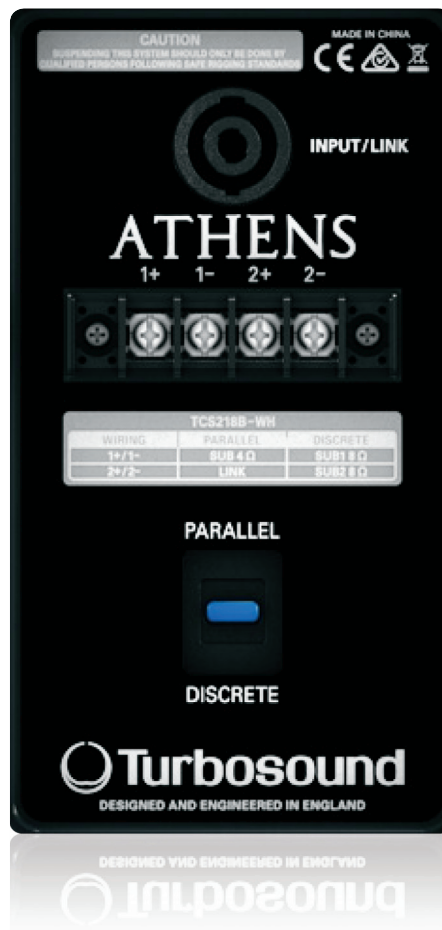 CAUTION
SUSPENDING THIS SYSTEM SHOULD ONLY BE DONE BY
QUALIFIED PERSONS FOLLOWING SAFE RIGGING STANDARDS
MADE IN CHINA
CE
INPUT/LINK
ATHENS
1+ 1- 2+ 2-
TCS218B-WH
WIRING PARALLEL DISCRETE
1+/1- SUB 4 Ω SUB1 8 Ω
2+/2- LINK SUB2 8 Ω
PARALLEL
DISCRETE
Turbosound
DESIGNED AND ENGINEERED IN ENGLAND